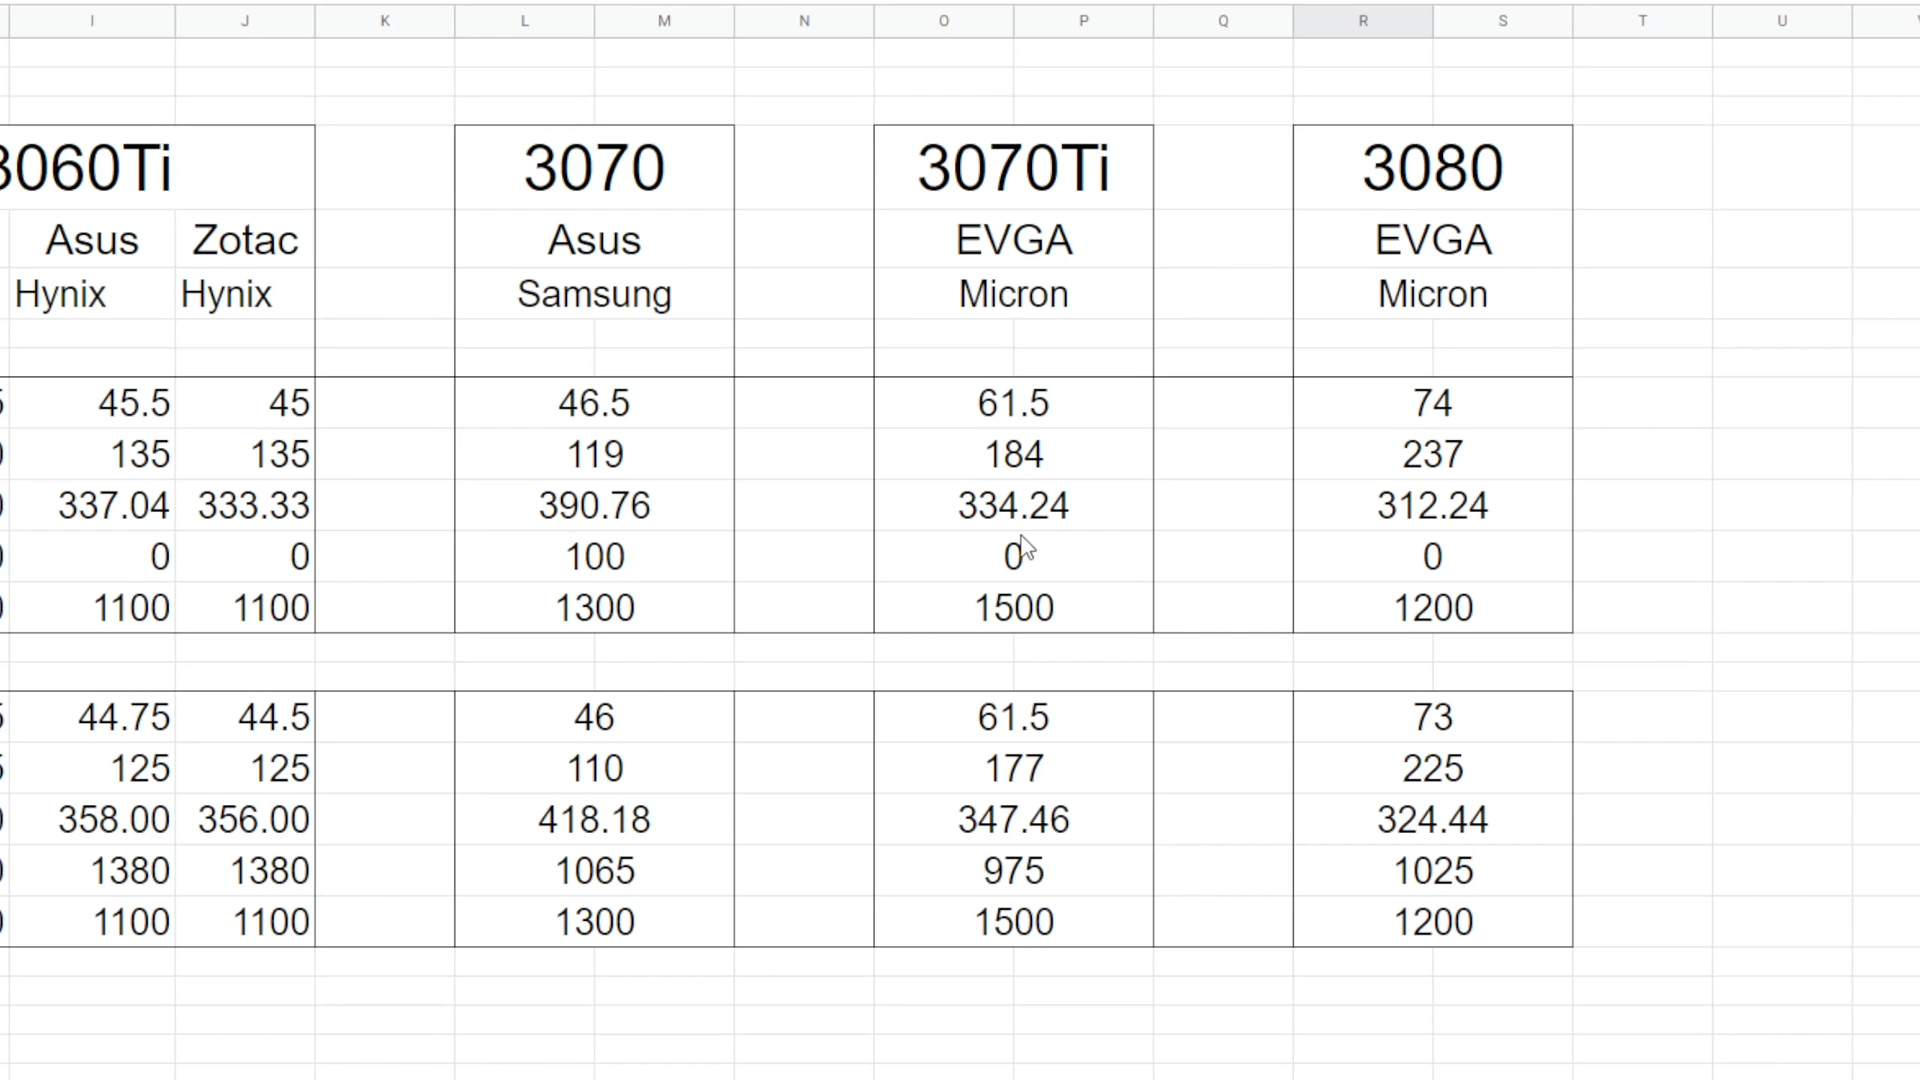 I J K L M N O P Q R S T U
3060Ti 3070 3070Ti 3080
Asus Zotac Asus EVGA EVGA
Hynix Hynix Samsung Micron Micron
45.5 45 46.5 61.5 74
135 135 119 184 237
337.04 333.33 390.76 334.24 312.24
0 0 100 0 0
1100 1100 1300 1500 1200
44.75 44.5 46 61.5 73
125 125 110 177 225
358.00 356.00 418.18 347.46 324.44
1380 1380 1065 975 1025
1100 1100 1300 1500 1200